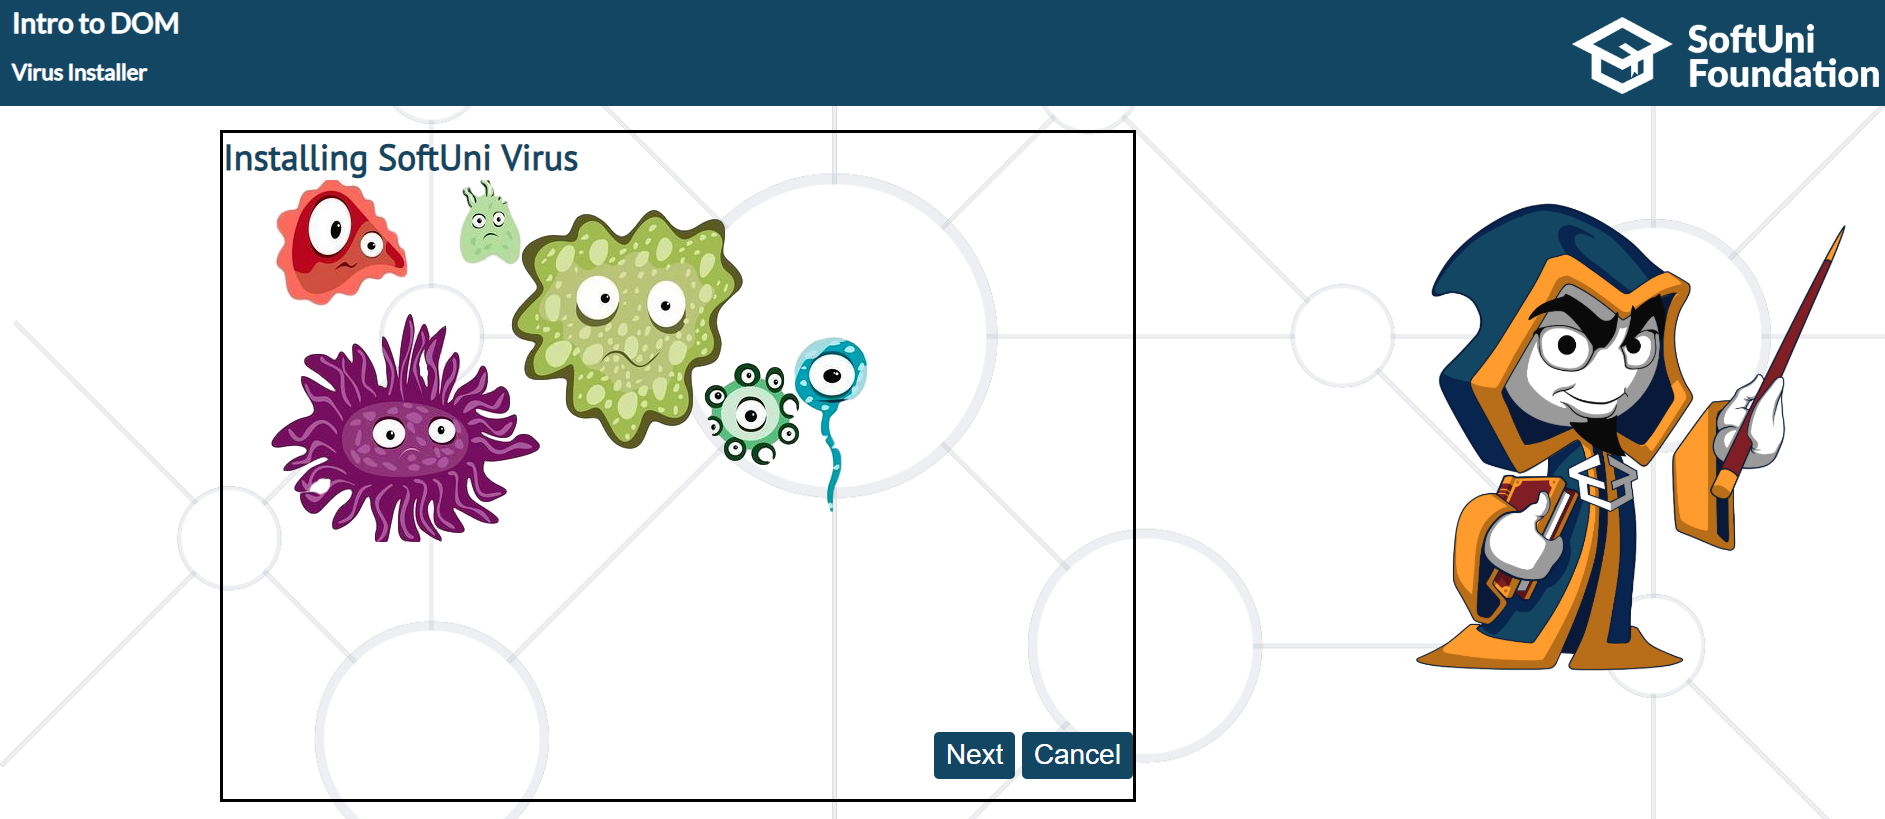 Intro to DOM
Virus Installer
SoftUni
Foundation
Installing SoftUni Virus
Next
Cancel